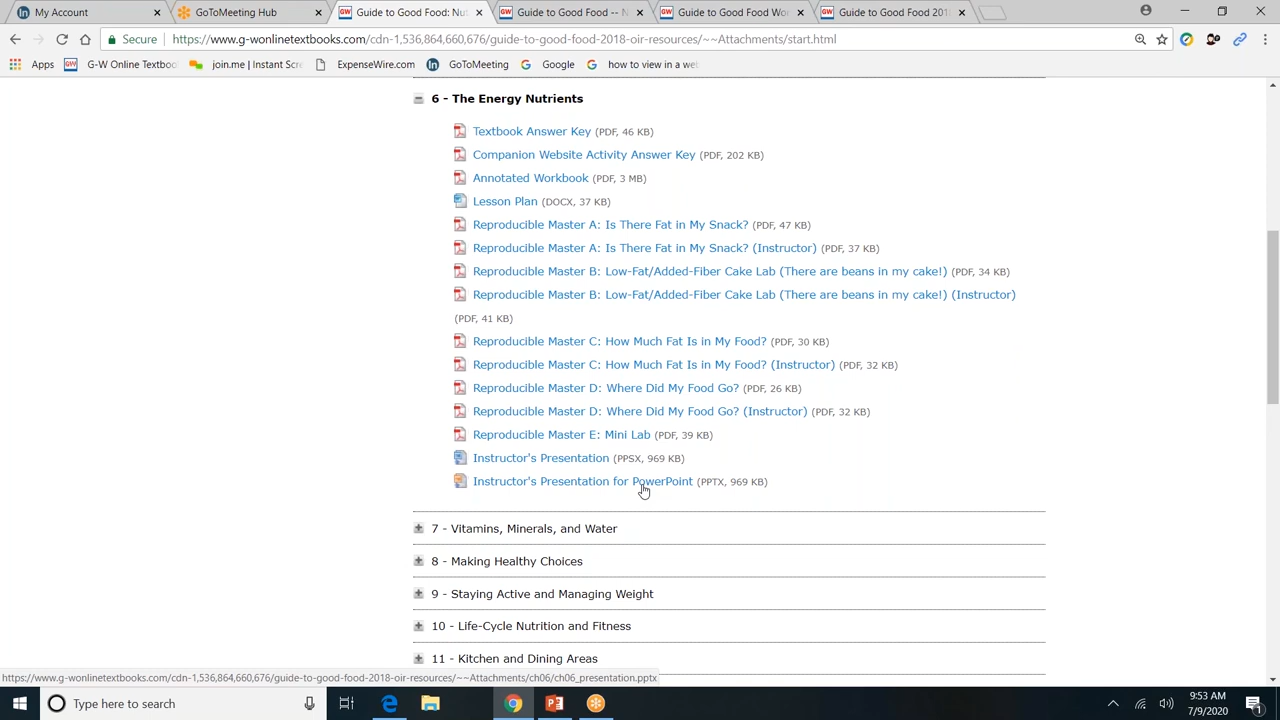 My Account
GoToMeeting Hub
Guide to Good Food: Nut
Guide to Good Food -- N
Guide to Good Food Wor
Guide to Good Food 2018
Secure
https://www.g-wonlinetextbooks.com/cdn-1,536,864,660,676/guide-to-good-food-2018-oir-resources/~~Attachments/start.html
Apps
G-W Online Textboo
join.me | Instant Scre
ExpenseWire.com
GoToMeeting
Google
how to view in a we
6 - The Energy Nutrients
Textbook Answer Key (PDF, 46 KB)
Companion Website Activity Answer Key (PDF, 202 KB)
Annotated Workbook (PDF, 3 MB)
Lesson Plan (DOCX, 37 KB)
Reproducible Master A: Is There Fat in My Snack? (PDF, 47 KB)
Reproducible Master A: Is There Fat in My Snack? (Instructor) (PDF, 37 KB)
Reproducible Master B: Low-Fat/Added-Fiber Cake Lab (There are beans in my cake!) (PDF, 34 KB)
Reproducible Master B: Low-Fat/Added-Fiber Cake Lab (There are beans in my cake!) (Instructor)
(PDF, 41 KB)
Reproducible Master C: How Much Fat Is in My Food? (PDF, 30 KB)
Reproducible Master C: How Much Fat Is in My Food? (Instructor) (PDF, 32 KB)
Reproducible Master D: Where Did My Food Go? (PDF, 26 KB)
Reproducible Master D: Where Did My Food Go? (Instructor) (PDF, 32 KB)
Reproducible Master E: Mini Lab (PDF, 39 KB)
Instructor's Presentation (PPSX, 969 KB)
Instructor's Presentation for PowerPoint (PPTX, 969 KB)
7 - Vitamins, Minerals, and Water
8 - Making Healthy Choices
9 - Staying Active and Managing Weight
10 - Life-Cycle Nutrition and Fitness
11 - Kitchen and Dining Areas
https://www.g-wonlinetextbooks.com/cdn-1,536,864,660,676/guide-to-good-food-2018-oir-resources/~~Attachments/ch06/ch06_presentation.pptx
Type here to search
9:53 AM
7/9/2020